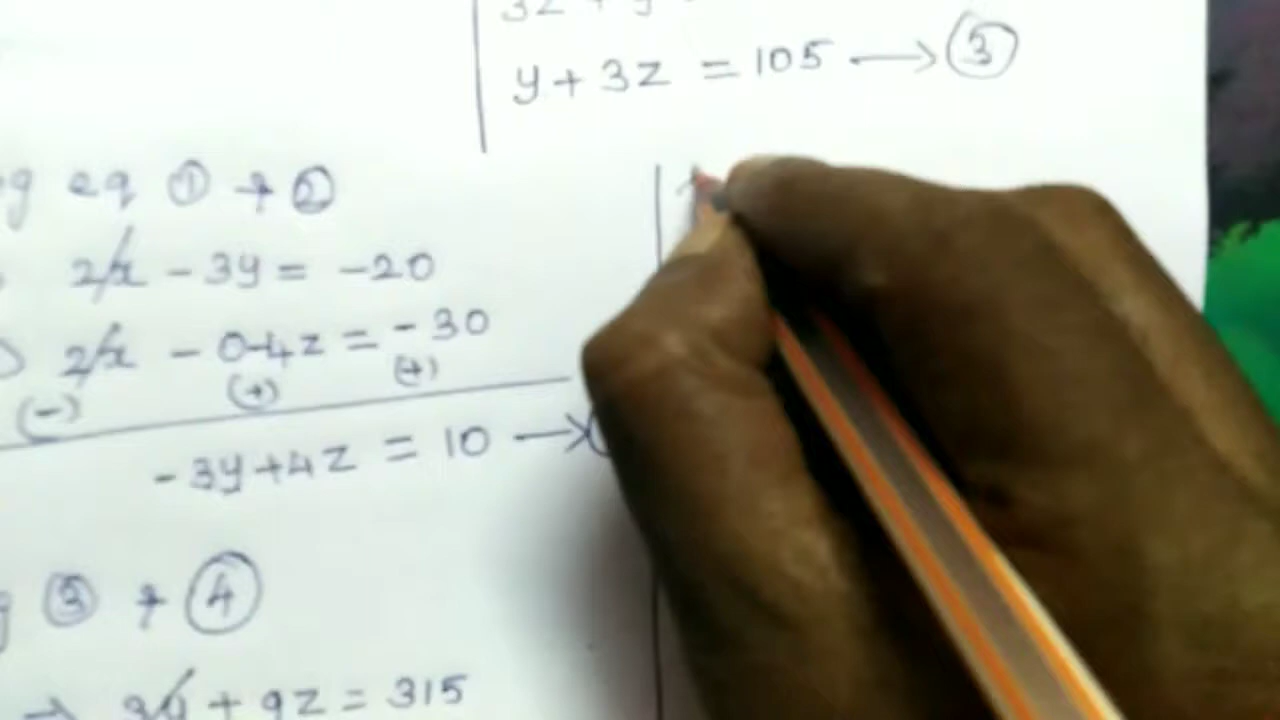 y + 3z = 105 → ③
eq ① & ②
2x - 3y = -20
2x - 0-4z = -30
(-) (+) (+)
-3y+4z = 10 →
③ & ④
→ 3y + 9z = 315